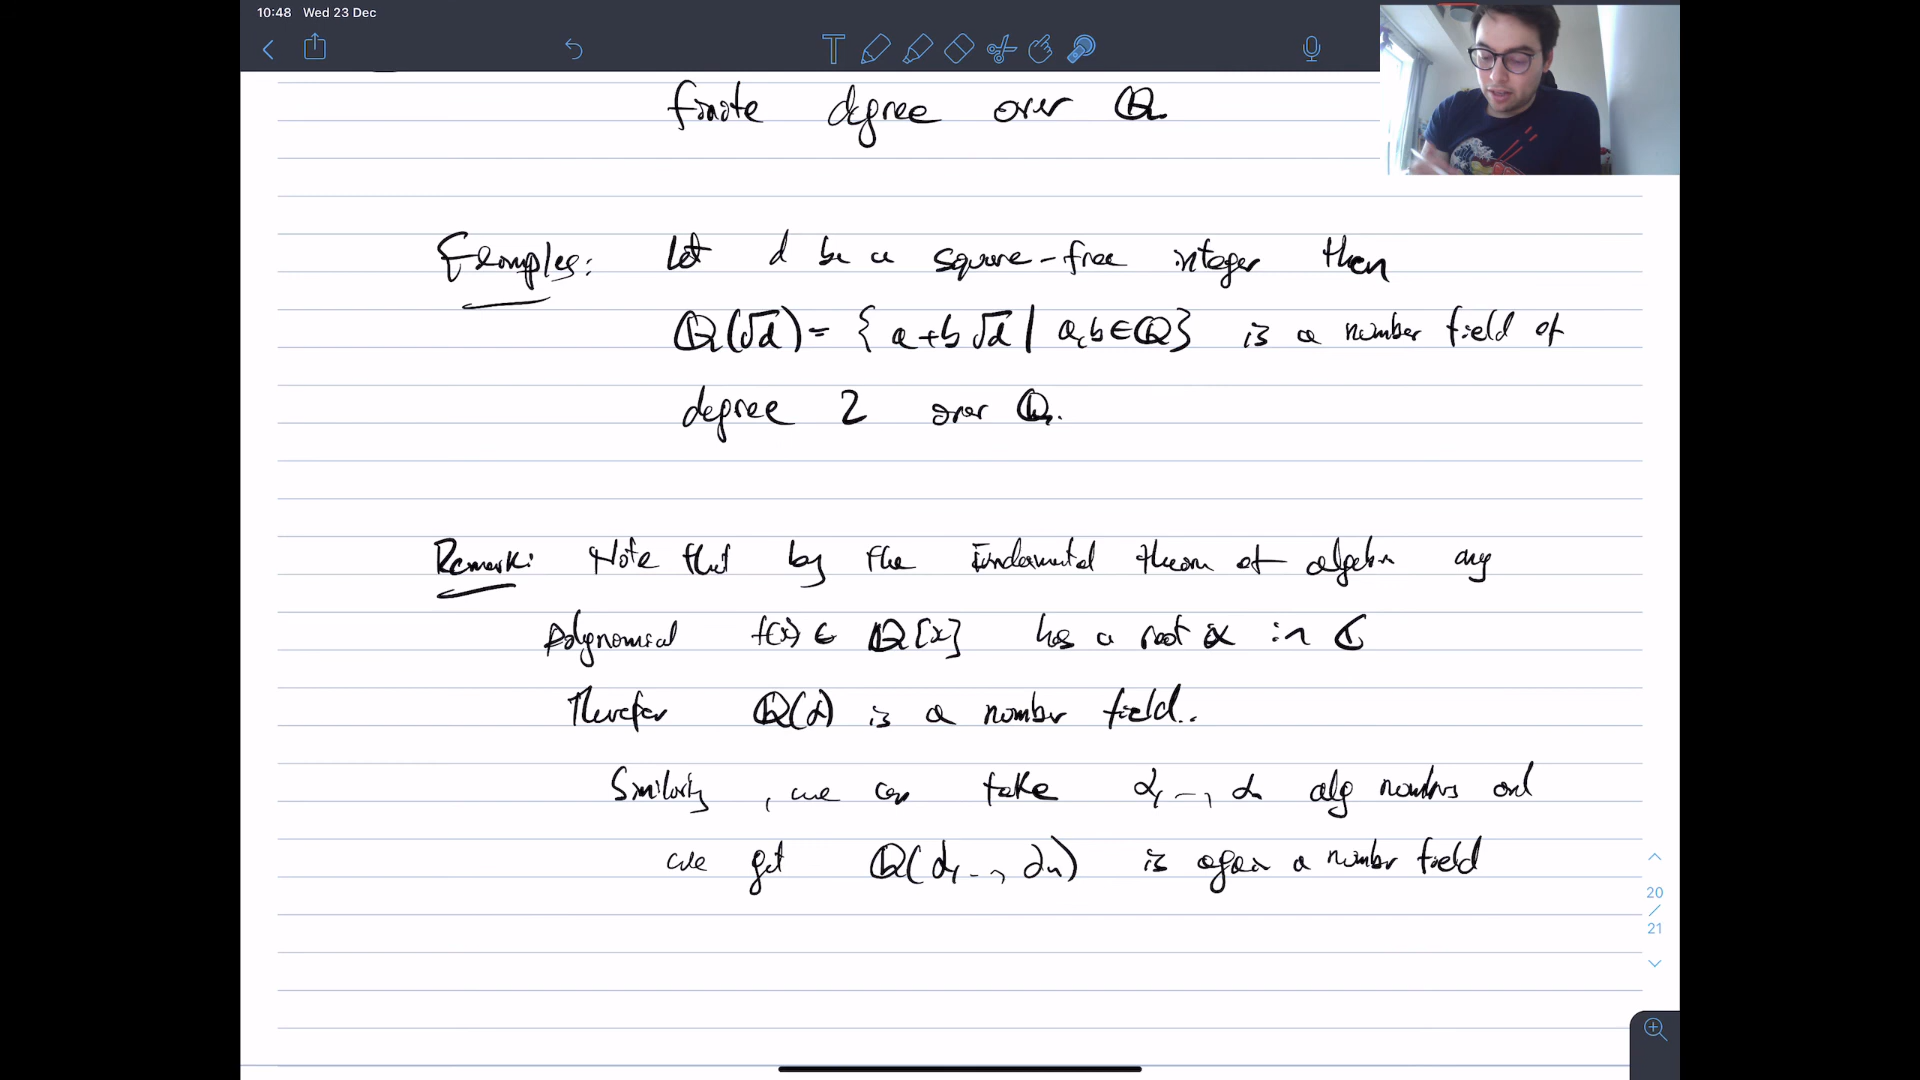 10:48 Wed 23 Dec
finite degree over ℚ
Examples: Let d be a square-free integer then
ℚ(√d) = { a+b√d | a,b∈ℚ} is a number field of
degree 2 over ℚ.
Remark: Note that by the Fundamental theorem of algebra any
polynomial f(x) ∈ ℚ[x] has a root α in ℂ
Therefor ℚ(α) is a number field.
Similarly, we can take α₁, --, αₙ alg numbers and
we get ℚ(α₁, --, αₙ) is again a number field
20
/
21